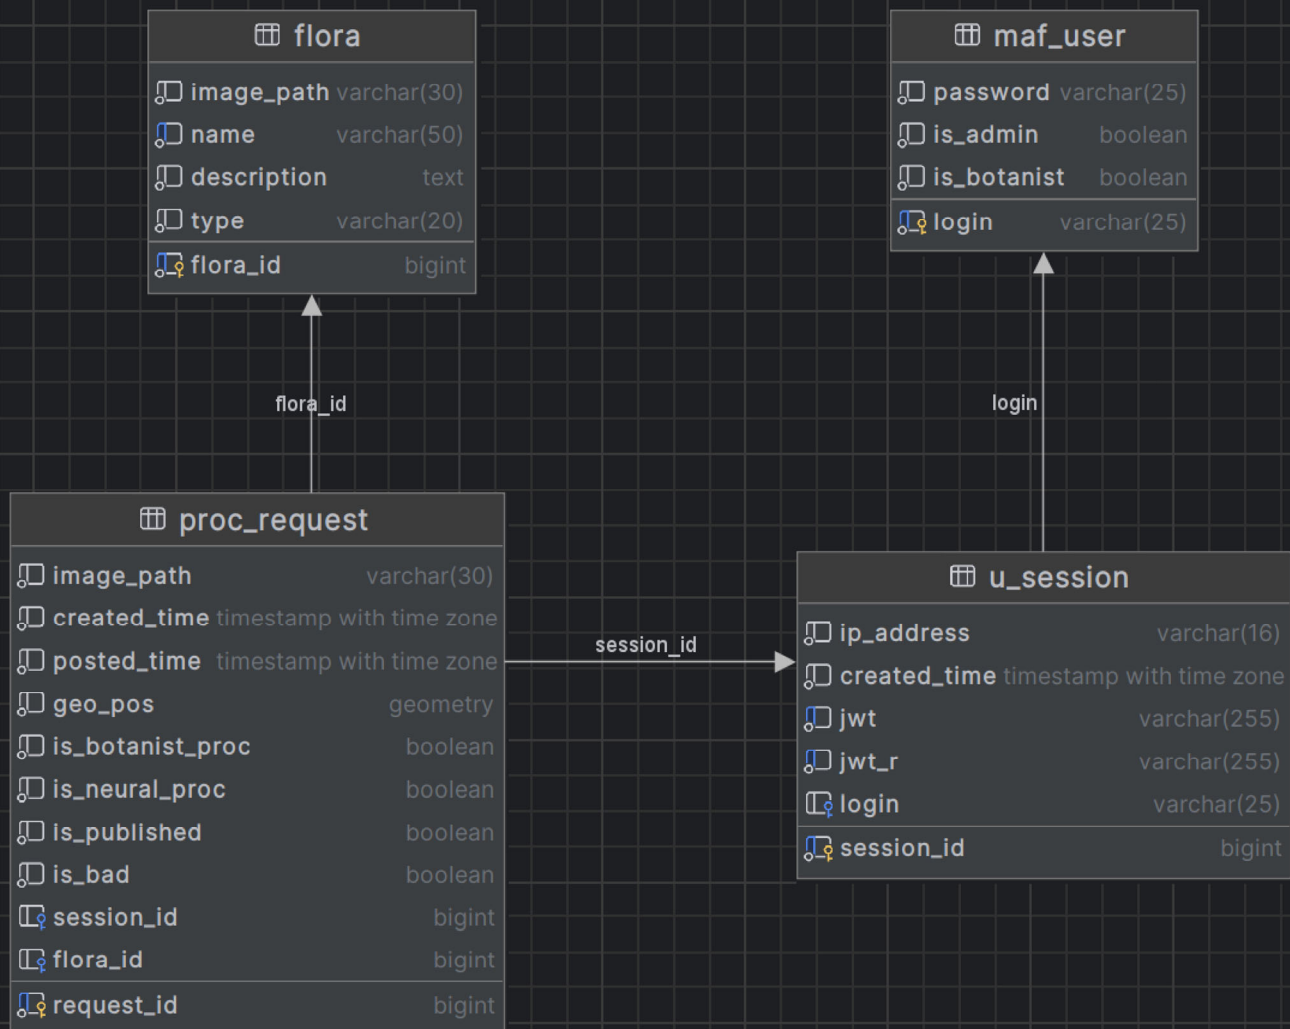 flora
image_path varchar(30)
name varchar(50)
description text
type varchar(20)
flora_id bigint
maf_user
password varchar(25)
is_admin boolean
is_botanist boolean
login varchar(25)
flora_id
login
proc_request
image_path varchar(30)
created_time timestamp with time zone
posted_time timestamp with time zone
geo_pos geometry
is_botanist_proc boolean
is_neural_proc boolean
is_published boolean
is_bad boolean
session_id bigint
flora_id bigint
request_id bigint
session_id
u_session
ip_address varchar(16)
created_time timestamp with time zone
jwt varchar(255)
jwt_r varchar(255)
login varchar(25)
session_id bigint